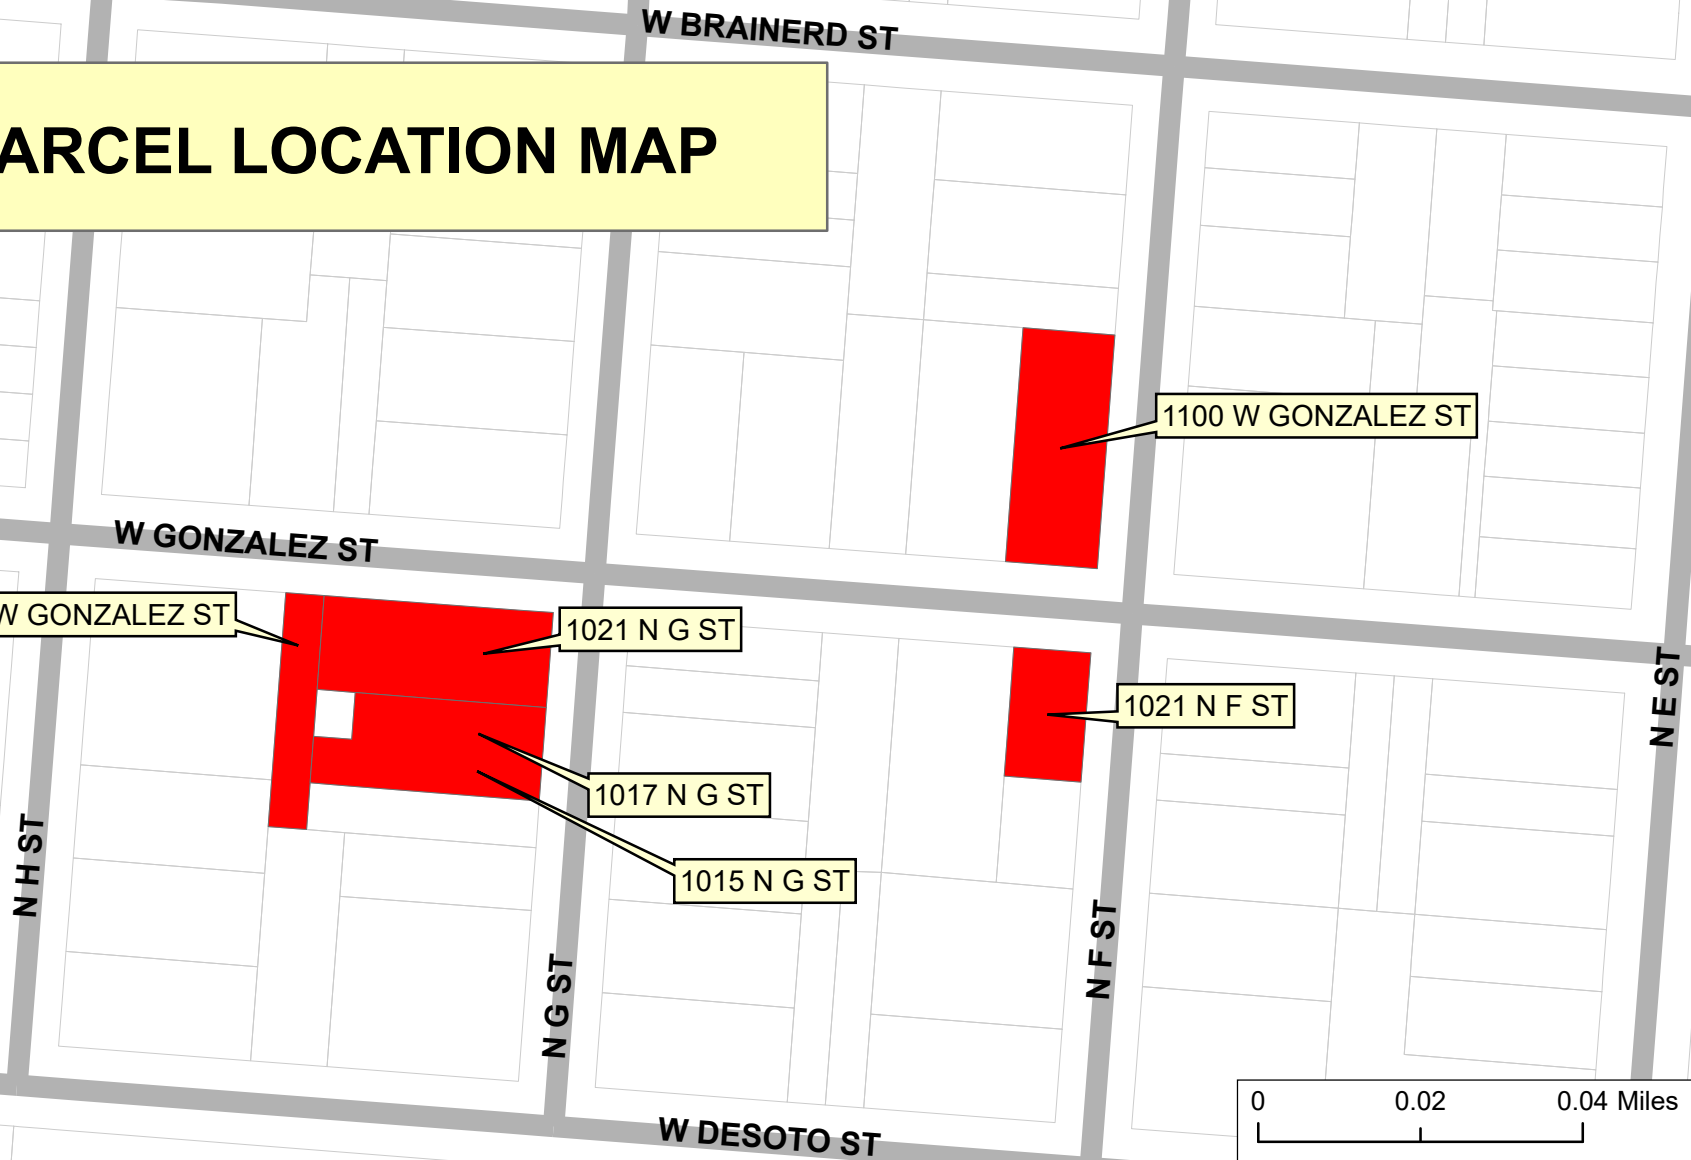 W BRAINERD ST
ARCEL LOCATION MAP
1100 W GONZALEZ ST
W GONZALEZ ST
W GONZALEZ ST
1021 N G ST
1021 N F ST
N E ST
1017 N G ST
1015 N G ST
N H ST
N G ST
N F ST
W DESOTO ST
0 0.02 0.04 Miles